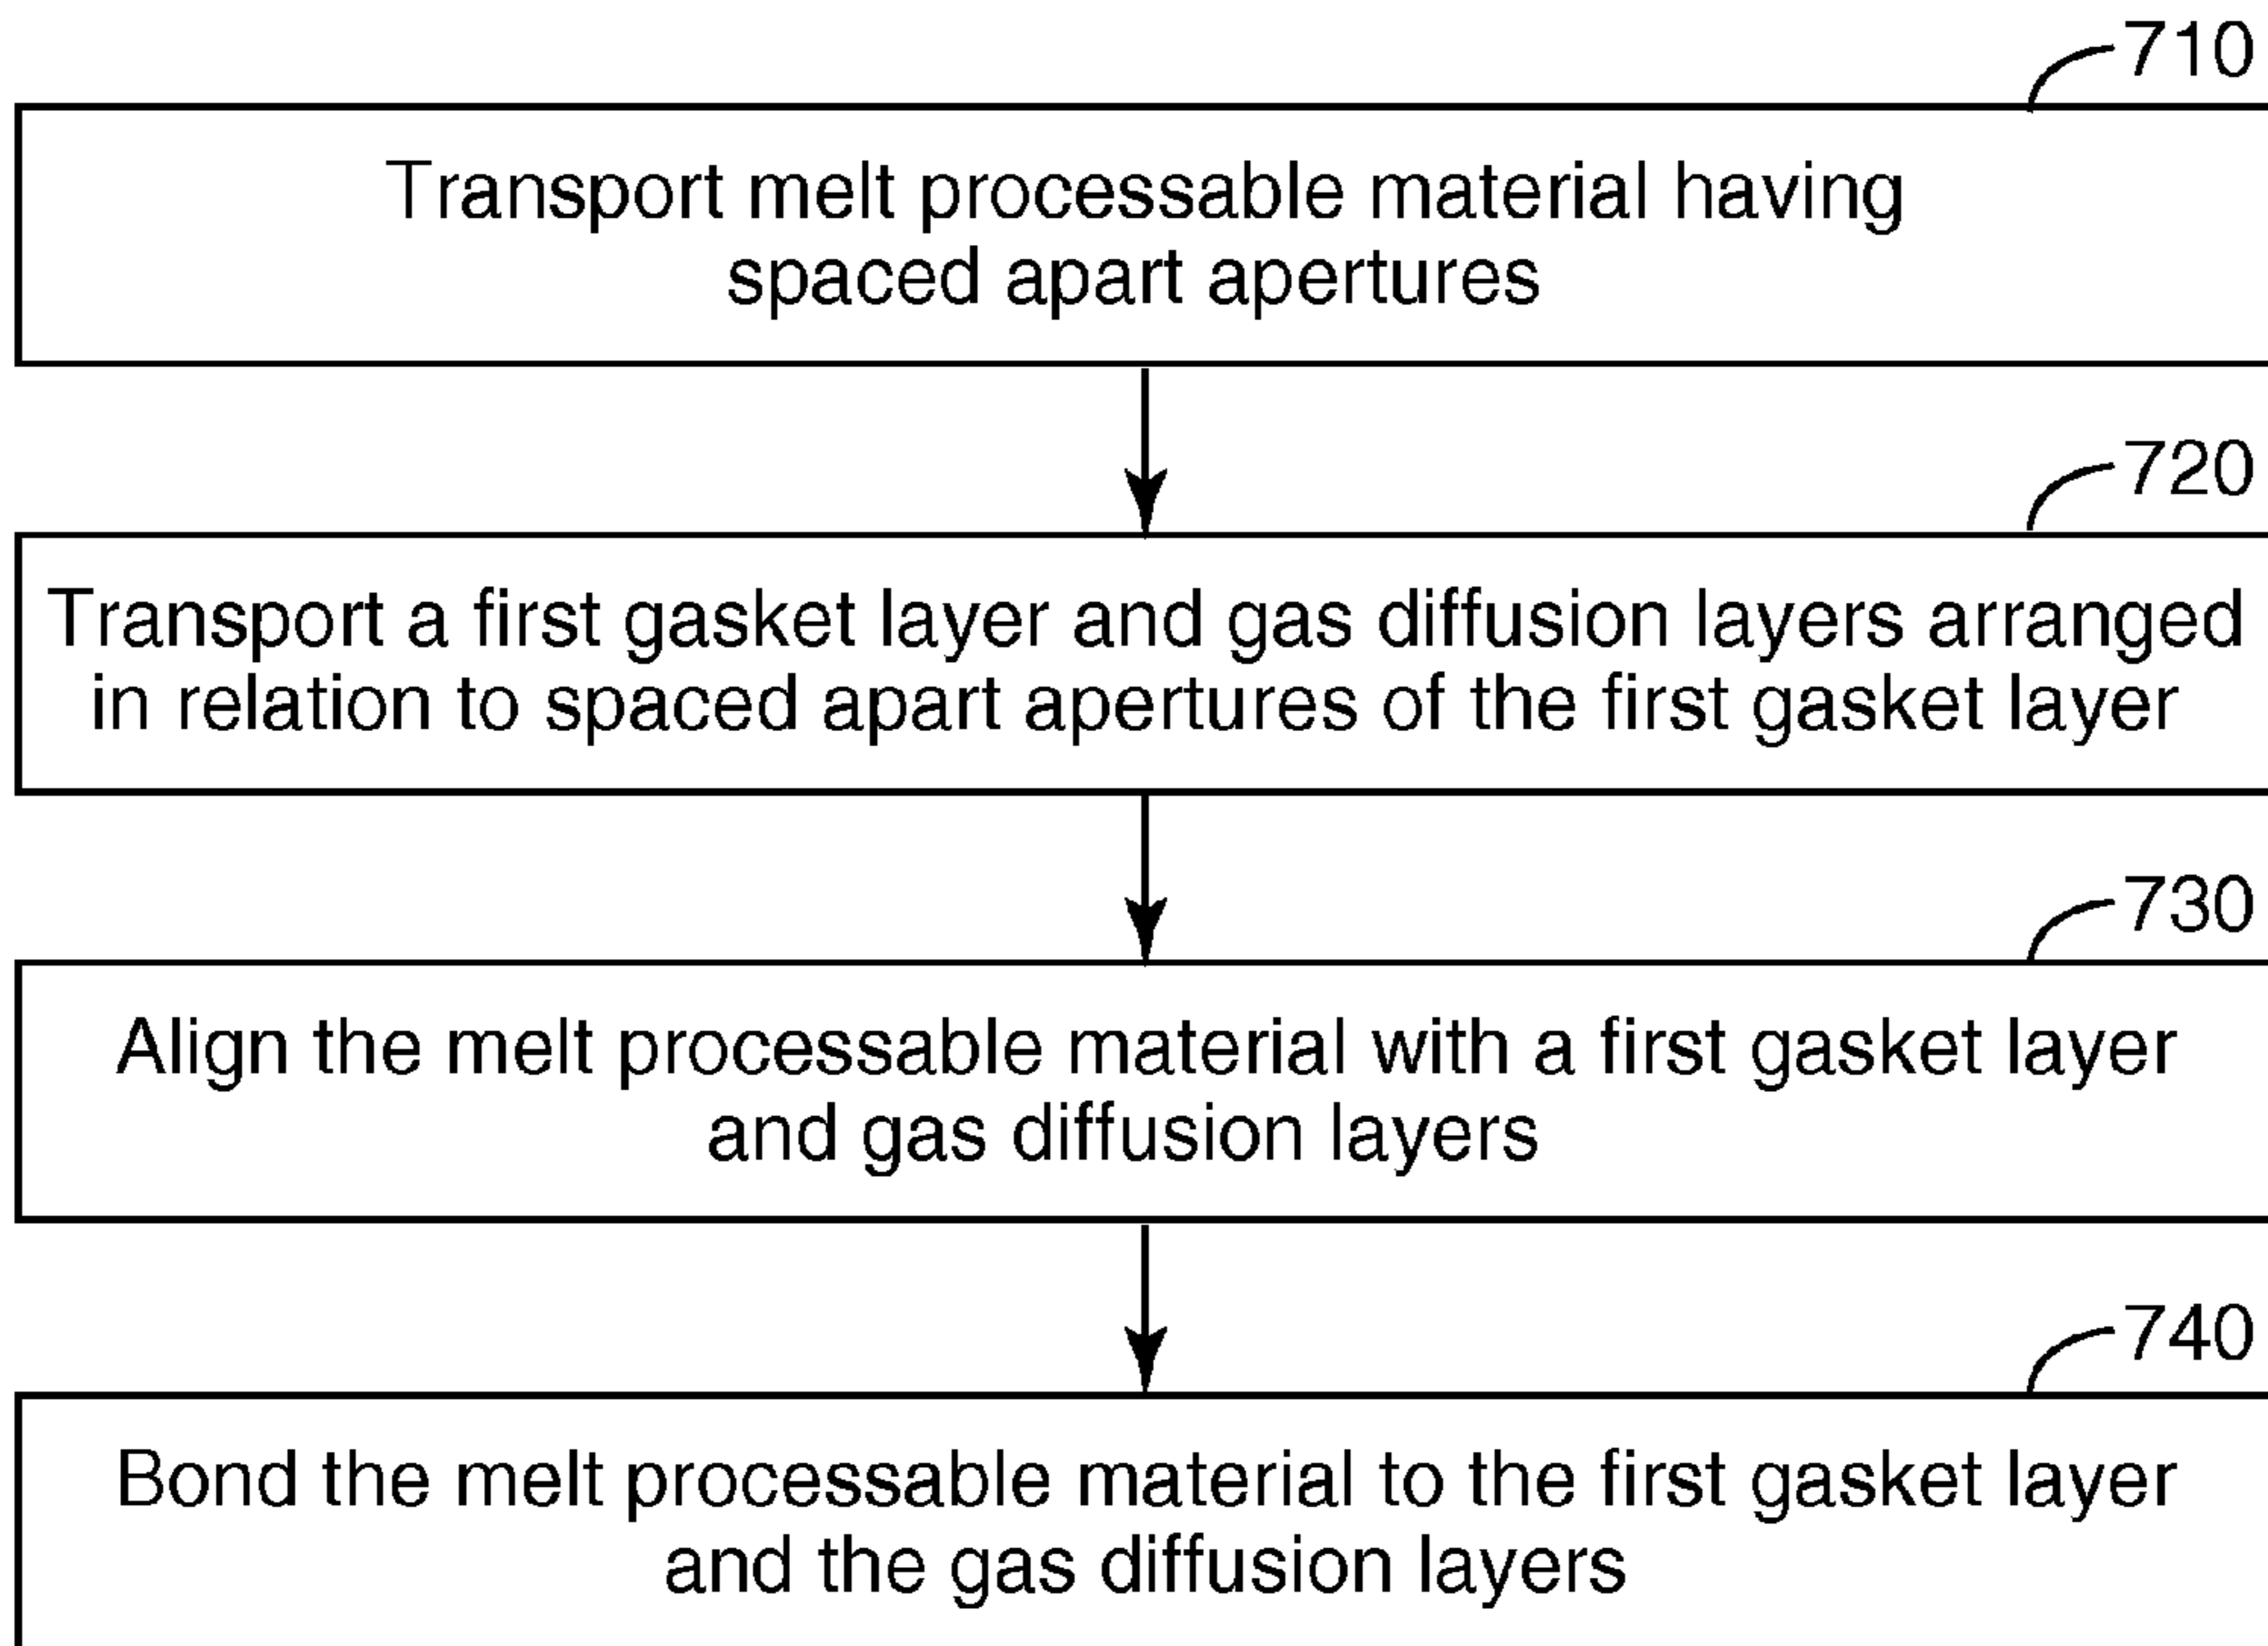 710
Transport melt processable material having
spaced apart apertures
720
Transport a first gasket layer and gas diffusion layers arranged
in relation to spaced apart apertures of the first gasket layer
730
Align the melt processable material with a first gasket layer
and gas diffusion layers
740
Bond the melt processable material to the first gasket layer
and the gas diffusion layers